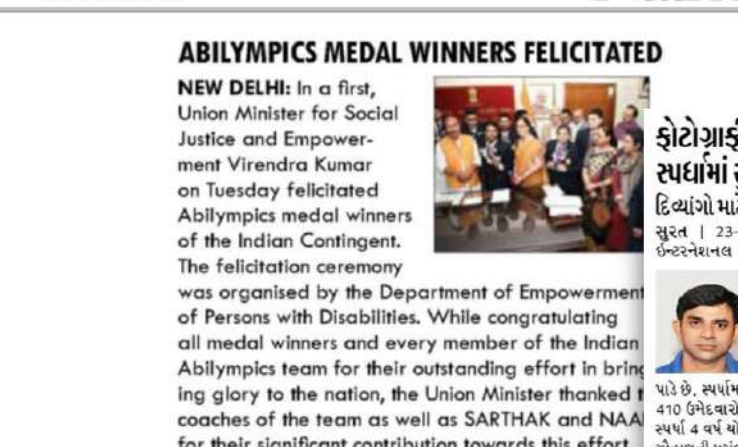 ABILYMPICS MEDAL WINNERS FELICITATED
NEW DELHI: In a first,
Union Minister for Social
Justice and Empower-
ment Virendra Kumar
on Tuesday felicitated
Abilympics medal winners
of the Indian Contingent.
The felicitation ceremony
was organised by the Department of Empowerment
of Persons with Disabilities. While congratulating
all medal winners and every member of the Indian
Abilympics team for their outstanding effort in bring
ing glory to the nation, the Union Minister thanked
coaches of the team as well as SARTHAK and NAA
for their significant contribution towards this effort
ફોટોગ્રાફી
સ્પર્ધામાં
દિવ્યાંગો માટે
સુરત | 23-
ઇન્ટરનેશનલ
પાડે છે. સ્પર્ધામ
410 ઉમેદવારો
સ્પર્ધા 4 વર્ષ યો